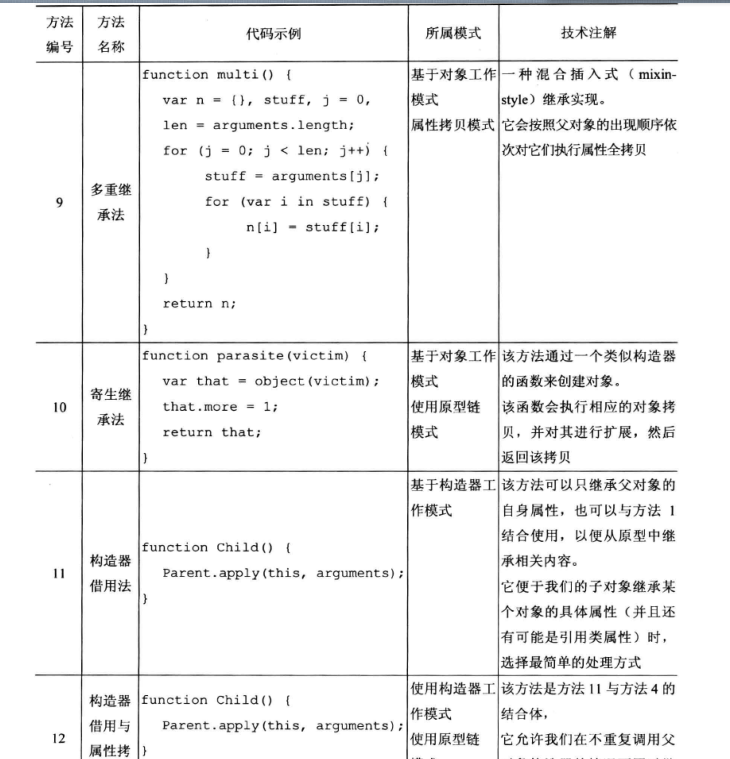 方法 方法 代码示例 所属模式 技术注解
编号 名称
9
多重继
承法
function multi() {
var n = {}, stuff, j = 0,
len = arguments.length;
for (j = 0; j < len; j++) {
stuff = arguments[j];
for (var i in stuff) {
n[i] = stuff[i];
}
}
return n;
}
基于对象工作
模式
属性拷贝模式
一种混合插入式（mixin-
style）继承实现。
它会按照父对象的出现顺序依
次对它们执行属性全拷贝
10
寄生继
承法
function parasite(victim) {
var that = object(victim);
that.more = 1;
return that;
}
基于对象工作
模式
使用原型链
模式
该方法通过一个类似构造器
的函数来创建对象。
该函数会执行相应的对象拷
贝，并对其进行扩展，然后
返回该拷贝
11
构造器
借用法
function Child() {
Parent.apply(this, arguments);
}
基于构造器工
作模式
该方法可以只继承父对象的
自身属性，也可以与方法 1
结合使用，以便从原型中继
承相关内容。
它便于我们的子对象继承某
个对象的具体属性（并且还
有可能是引用类属性）时，
选择最简单的处理方式
12
构造器
借用与
属性拷
function Child() {
Parent.apply(this, arguments);
}
使用构造器工
作模式
使用原型链
该方法是方法 11 与方法 4 的
结合体，
它允许我们在不重复调用父